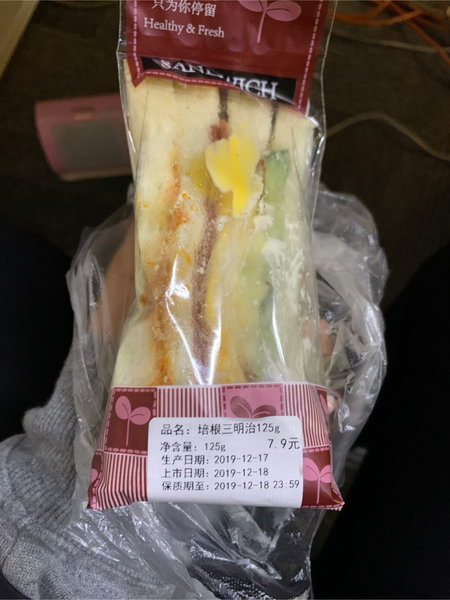 只为你停留
Healthy & Fresh
SANDWICH
品名: 培根三明治125g
净含量: 125g 7.9元
生产日期: 2019-12-17
上市日期: 2019-12-18
保质期至: 2019-12-18 23:59